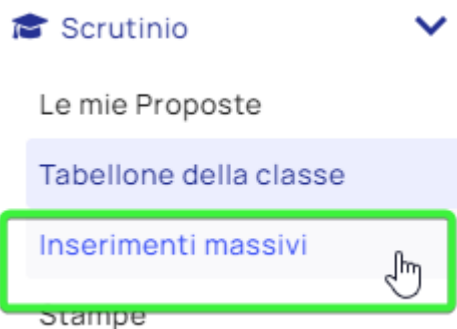 Scrutinio
Le mie Proposte
Tabellone della classe
Inserimenti massivi
Stampe